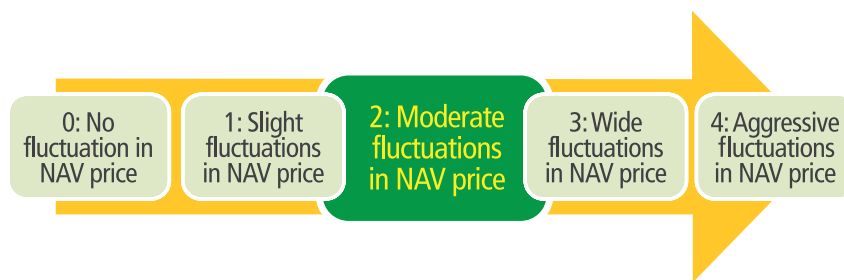 0: No
fluctuation in
NAV price
1: Slight
fluctuations
in NAV price
2: Moderate
fluctuations
in NAV price
3: Wide
fluctuations
in NAV price
4: Aggressive
fluctuations
in NAV price